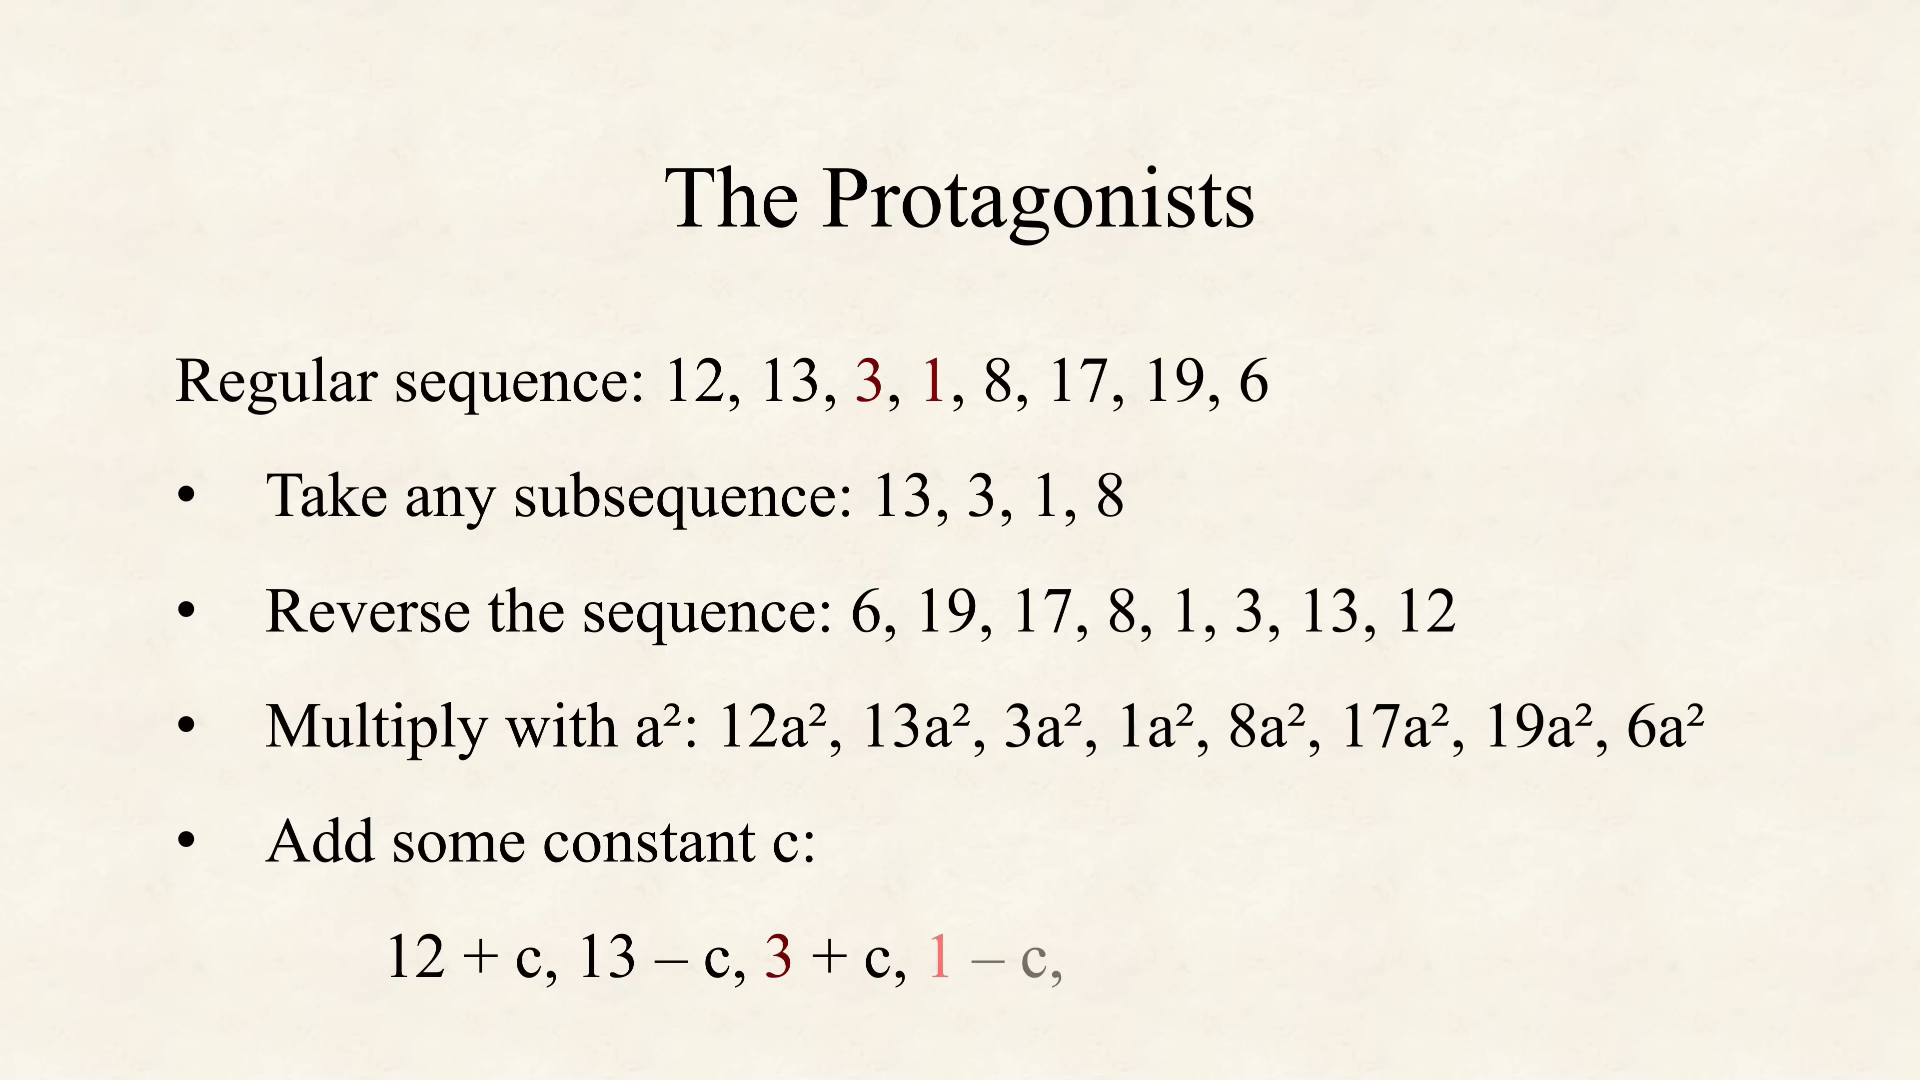 The Protagonists
Regular sequence: 12, 13, 3, 1, 8, 17, 19, 6
• Take any subsequence: 13, 3, 1, 8
• Reverse the sequence: 6, 19, 17, 8, 1, 3, 13, 12
• Multiply with a²: 12a², 13a², 3a², 1a², 8a², 17a², 19a², 6a²
• Add some constant c:
12 + c, 13 – c, 3 + c, 1 – c,